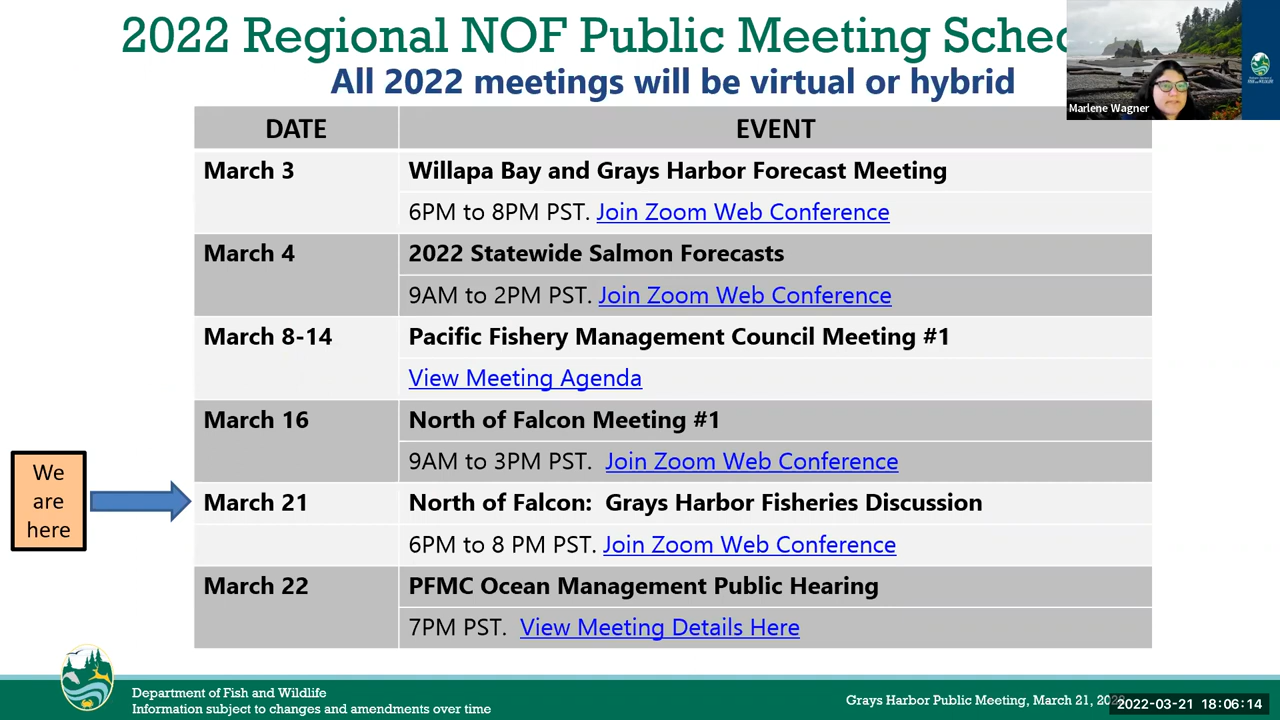 2022 Regional NOF Public Meeting Sched
All 2022 meetings will be virtual or hybrid
Marlene Wagner
DATE EVENT
March 3 Willapa Bay and Grays Harbor Forecast Meeting
6PM to 8PM PST. Join Zoom Web Conference
March 4 2022 Statewide Salmon Forecasts
9AM to 2PM PST. Join Zoom Web Conference
March 8-14 Pacific Fishery Management Council Meeting #1
View Meeting Agenda
March 16 North of Falcon Meeting #1
9AM to 3PM PST. Join Zoom Web Conference
We
are
here
March 21 North of Falcon: Grays Harbor Fisheries Discussion
6PM to 8 PM PST. Join Zoom Web Conference
March 22 PFMC Ocean Management Public Hearing
7PM PST. View Meeting Details Here
Department of Fish and Wildlife
Information subject to changes and amendments over time
Grays Harbor Public Meeting, March 21, 2022
2022-03-21 18:06:14